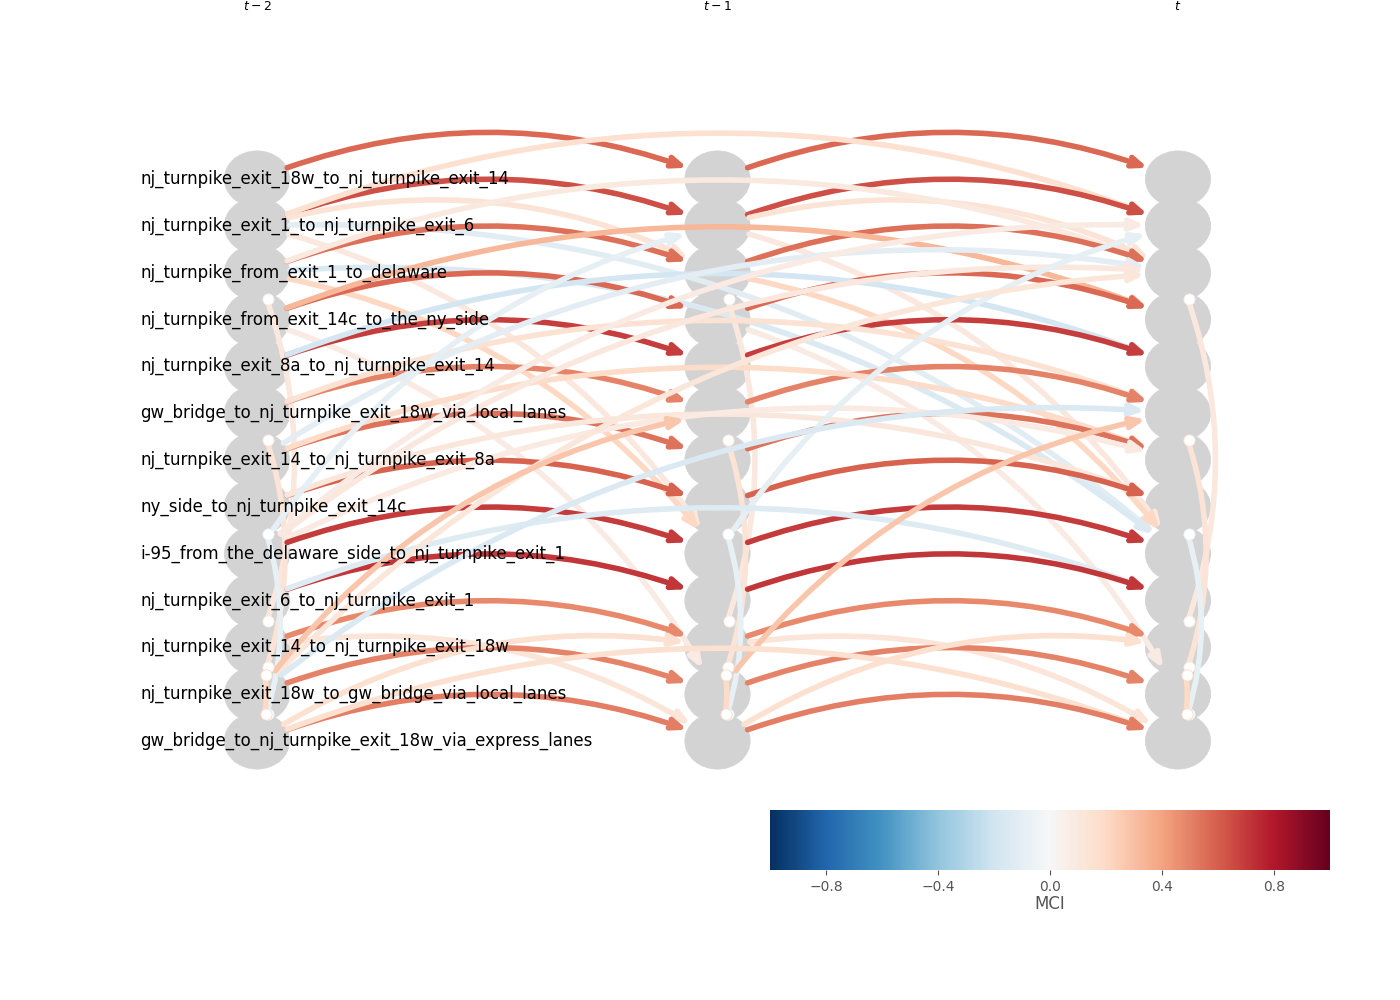 t − 2 t − 1 t
nj_turnpike_exit_18w_to_nj_turnpike_exit_14
nj_turnpike_exit_1_to_nj_turnpike_exit_6
nj_turnpike_from_exit_1_to_delaware
nj_turnpike_from_exit_14c_to_the_ny_side
nj_turnpike_exit_8a_to_nj_turnpike_exit_14
gw_bridge_to_nj_turnpike_exit_18w_via_local_lanes
nj_turnpike_exit_14_to_nj_turnpike_exit_8a
ny_side_to_nj_turnpike_exit_14c
i-95_from_the_delaware_side_to_nj_turnpike_exit_1
nj_turnpike_exit_6_to_nj_turnpike_exit_1
nj_turnpike_exit_14_to_nj_turnpike_exit_18w
nj_turnpike_exit_18w_to_gw_bridge_via_local_lanes
gw_bridge_to_nj_turnpike_exit_18w_via_express_lanes
−0.8 −0.4 0.0 0.4 0.8
MCI